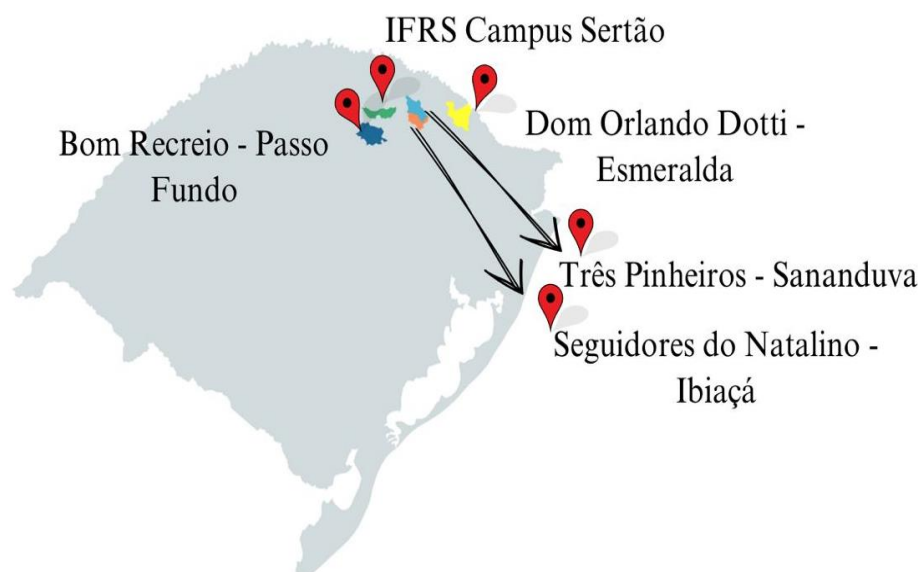 IFRS Campus Sertão
Bom Recreio - Passo
Fundo
Dom Orlando Dotti -
Esmeralda
Três Pinheiros - Sananduva
Seguidores do Natalino -
Ibiaçá